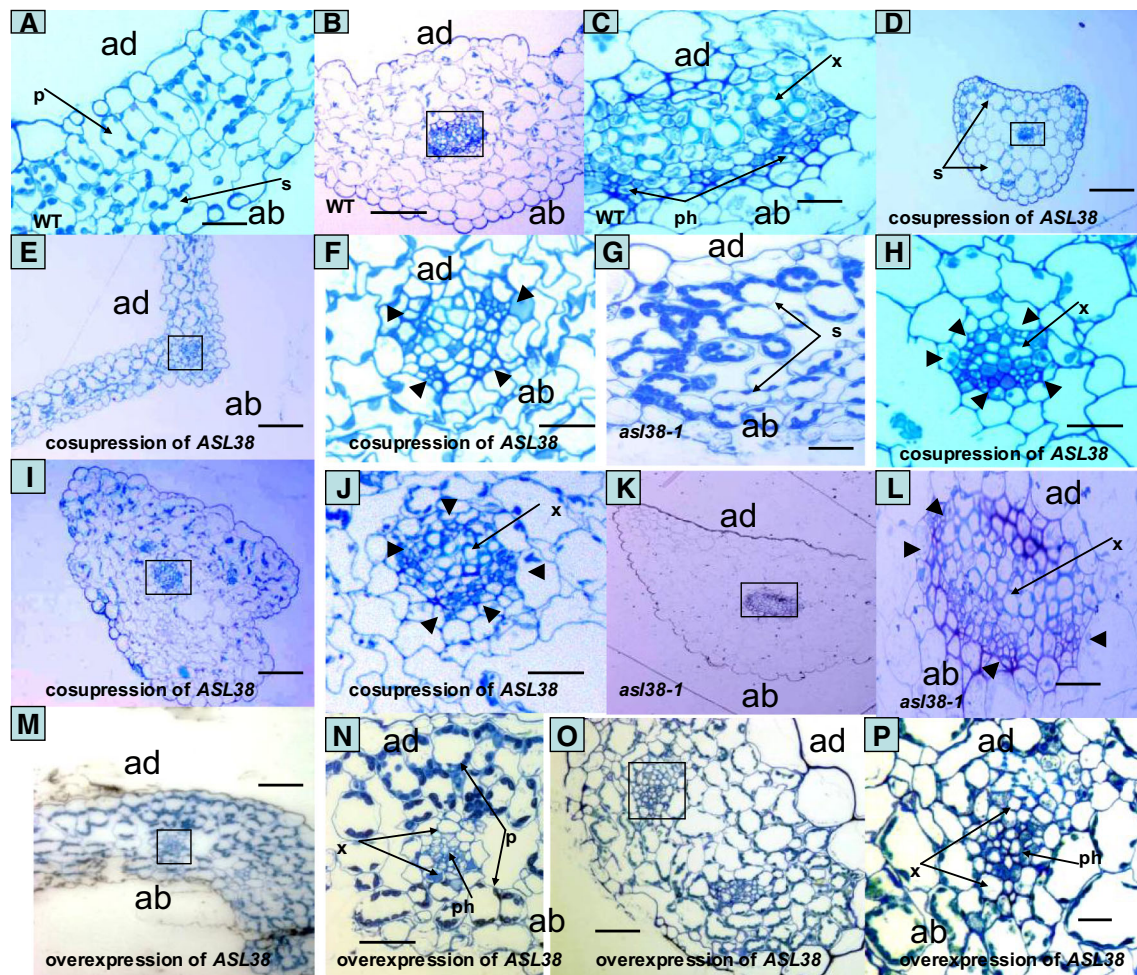 A
ad
p
s
WT
ab
B
ad
WT
ab
C
ad
x
WT
ph
ab
D
s
cosupression of ASL38
E
ad
ab
cosupression of ASL38
F
ad
ab
cosupression of ASL38
G
ad
s
ab
asl38-1
H
x
cosupression of ASL38
I
cosupression of ASL38
J
x
cosupression of ASL38
K
ad
asl38-1
ab
L
ad
x
ab
asl38-1
M
ad
ab
overexpression of ASL38
N
ad
p
x
ph
ab
overexpression of ASL38
O
ad
overexpression of ASL38
P
ad
x
ph
ab
overexpression of ASL38